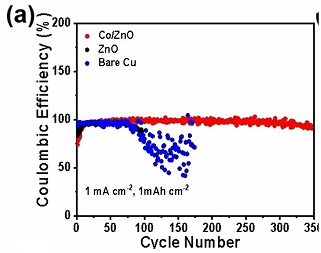 (a)
Coulombic Efficiency (%)
200
150
100
50
0
Co/ZnO
ZnO
Bare Cu
1 mA cm-2, 1mAh cm-2
0 50 100 150 200 250 300 350
Cycle Number